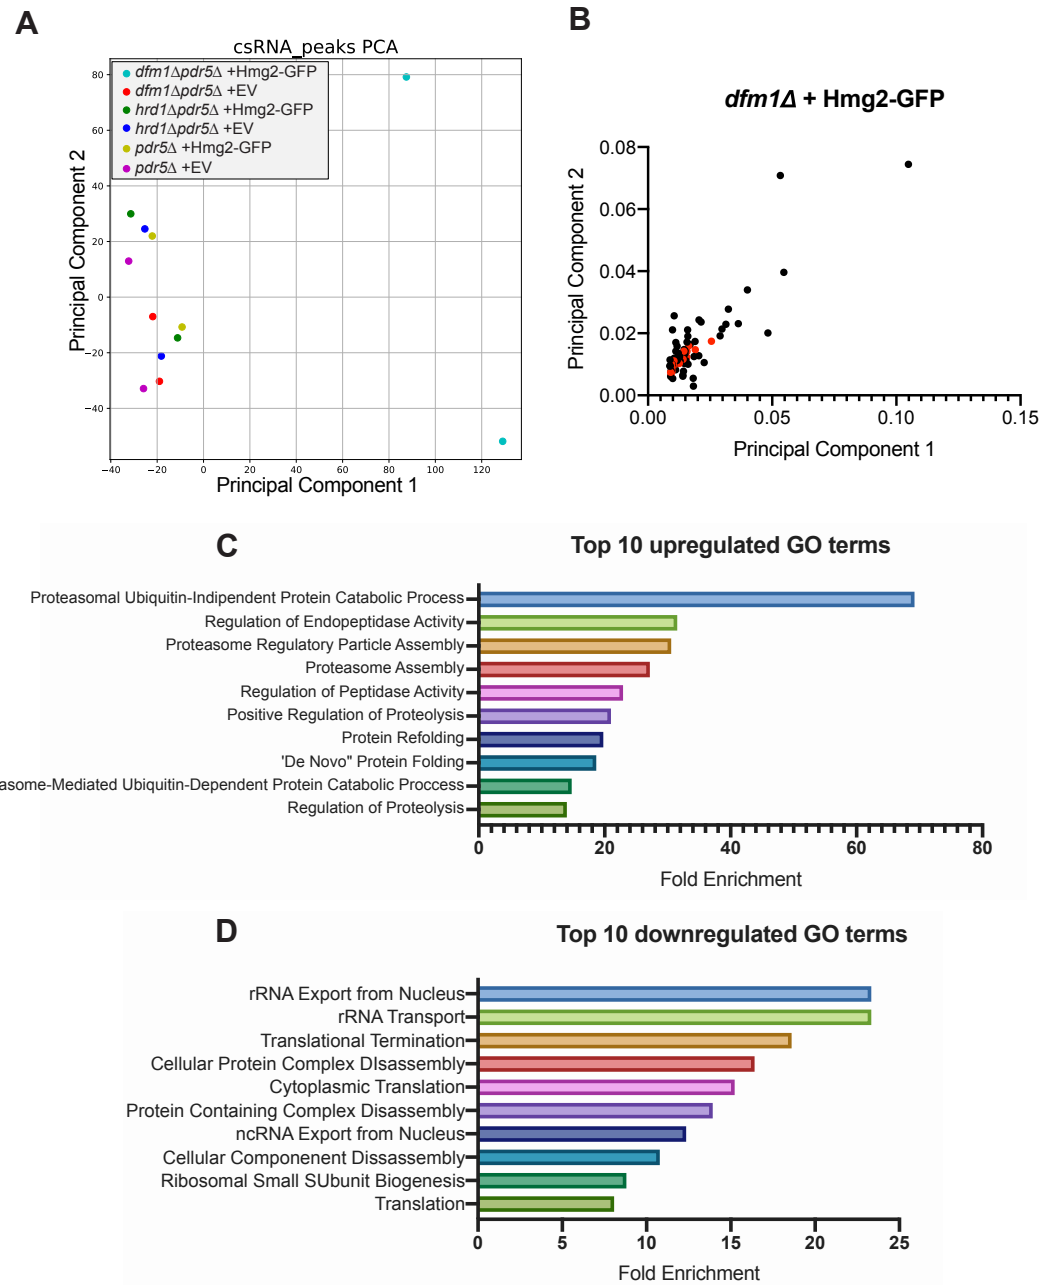 A
csRNA_peaks PCA
dfm1Δpdr5Δ +Hmg2-GFP
dfm1Δpdr5Δ +EV
hrd1Δpdr5Δ +Hmg2-GFP
hrd1Δpdr5Δ +EV
pdr5Δ +Hmg2-GFP
pdr5Δ +EV
Principal Component 2
80
60
40
20
0
−20
−40
−40 −20 0 20 40 60 80 100 120
Principal Component 1
B
dfm1Δ + Hmg2-GFP
Principal Component 2
0.08
0.06
0.04
0.02
0.00
0.00 0.05 0.10 0.15
Principal Component 1
C
Top 10 upregulated GO terms
Proteasomal Ubiquitin-Indipendent Protein Catabolic Process
Regulation of Endopeptidase Activity
Proteasome Regulatory Particle Assembly
Proteasome Assembly
Regulation of Peptidase Activity
Positive Regulation of Proteolysis
Protein Refolding
'De Novo" Protein Folding
asome-Mediated Ubiquitin-Dependent Protein Catabolic Proccess
Regulation of Proteolysis
0 20 40 60 80
Fold Enrichment
D
Top 10 downregulated GO terms
rRNA Export from Nucleus
rRNA Transport
Translational Termination
Cellular Protein Complex DIsassembly
Cytoplasmic Translation
Protein Containing Complex Disassembly
ncRNA Export from Nucleus
Cellular Componenent Dissassembly
Ribosomal Small SUbunit Biogenesis
Translation
0 5 10 15 20 25
Fold Enrichment